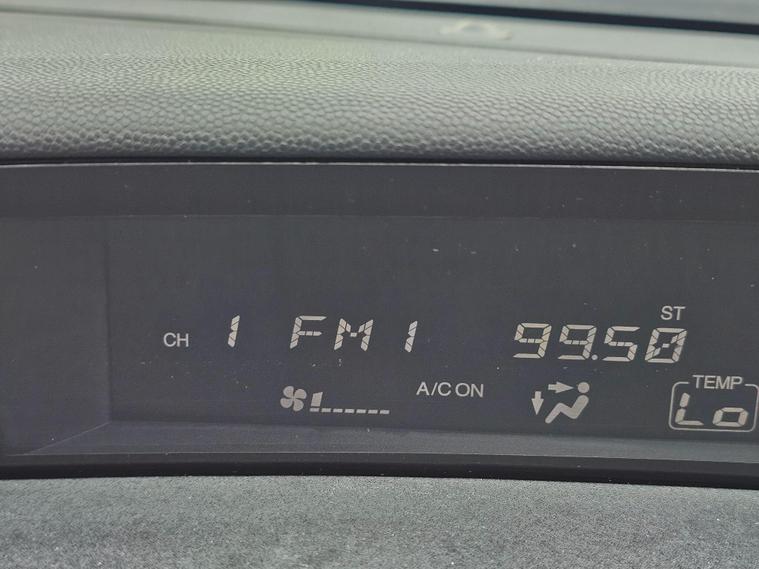 ST
CH 1 FM1 99.50
A/C ON TEMP
Lo